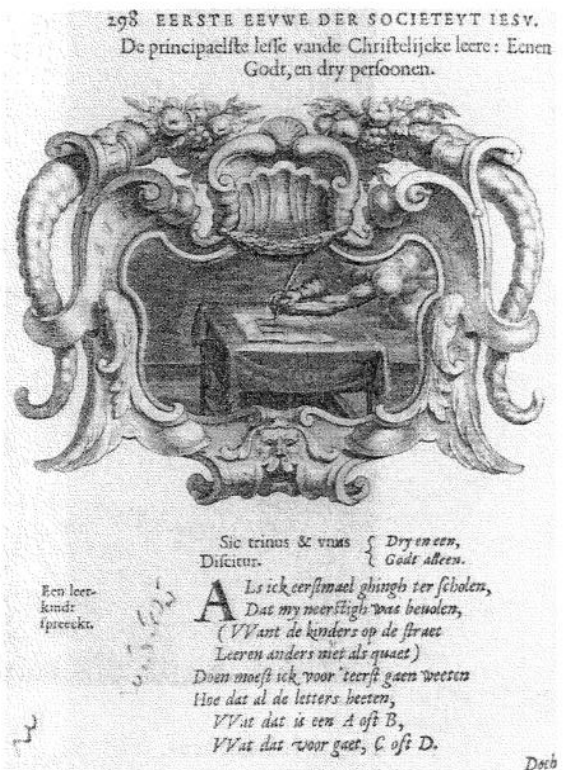 298 EERSTE EEVWE DER SOCIETEYT IESV.
De principaelste lesse vande Christelijcke leere: Eenen
Godt, en dry persoonen.
Sic trinus & vnus { Dry en een,
Discitur. { Godt alleen.
Een leer-
kindt
spreeckt.
ALs ick eerstmael ghingh ter scholen,
Dat my neerstigh was beuolen,
(VVant de kinders op de straet
Leeren anders niet als quaet)
Doen moest ick voor teerst gaen weeten
Hoe dat al de letters heeten,
VVat dat is een A oft B,
VVat dat voor gaet, C oft D.
Doch